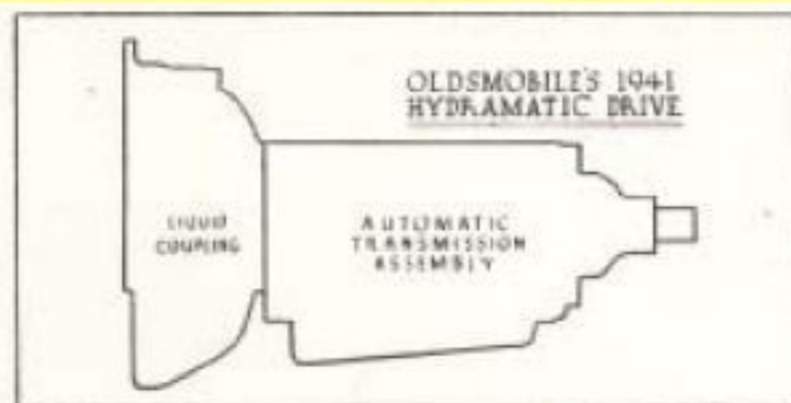 OLDSMOBILE'S 1941
HYDRAMATIC DRIVE
LIQUID
COUPLING
AUTOMATIC
TRANSMISSION
ASSEMBLY